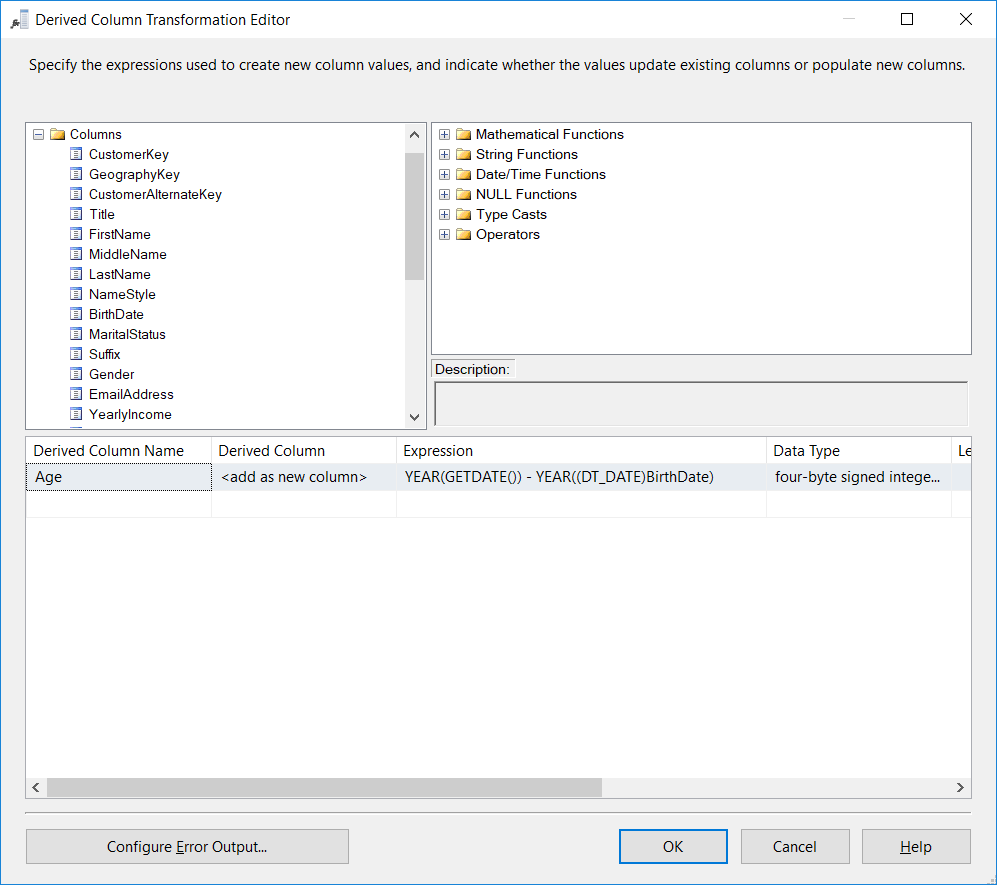 Derived Column Transformation Editor
Specify the expressions used to create new column values, and indicate whether the values update existing columns or populate new columns.
Columns
CustomerKey
GeographyKey
CustomerAlternateKey
Title
FirstName
MiddleName
LastName
NameStyle
BirthDate
MaritalStatus
Suffix
Gender
EmailAddress
YearlyIncome
Mathematical Functions
String Functions
Date/Time Functions
NULL Functions
Type Casts
Operators
Description:
Derived Column Name Derived Column Expression Data Type Le
Age <add as new column> YEAR(GETDATE()) - YEAR((DT_DATE)BirthDate) four-byte signed intege...
Configure Error Output... OK Cancel Help